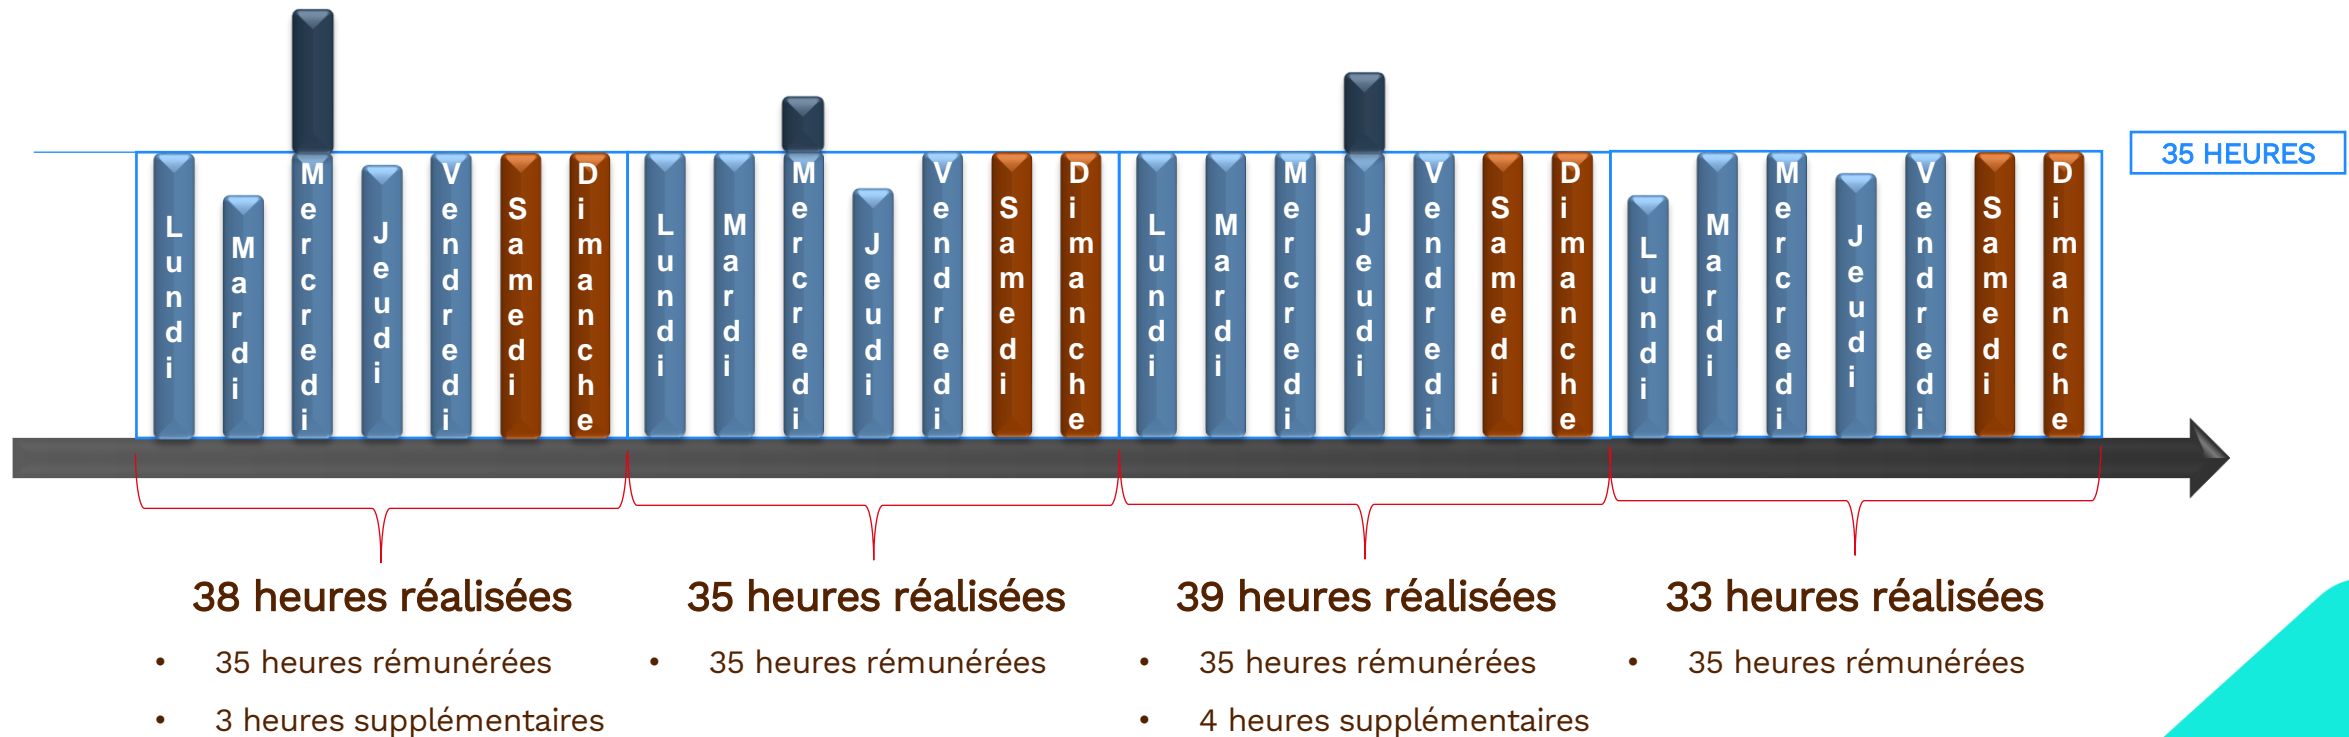 35 HEURES
Lundi
Mardi
Mercredi
Jeudi
Vendredi
Samedi
Dimanche
Lundi
Mardi
Mercredi
Jeudi
Vendredi
Samedi
Dimanche
Lundi
Mardi
Mercredi
Jeudi
Vendredi
Samedi
Dimanche
Lundi
Mardi
Mercredi
Jeudi
Vendredi
Samedi
Dimanche
38 heures réalisées
• 35 heures rémunérées
• 3 heures supplémentaires
35 heures réalisées
• 35 heures rémunérées
39 heures réalisées
• 35 heures rémunérées
• 4 heures supplémentaires
33 heures réalisées
• 35 heures rémunérées